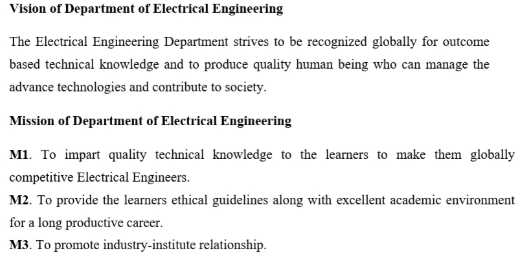 Vision of Department of Electrical Engineering
The Electrical Engineering Department strives to be recognized globally for outcome
based technical knowledge and to produce quality human being who can manage the
advance technologies and contribute to society.
Mission of Department of Electrical Engineering
M1. To impart quality technical knowledge to the learners to make them globally
competitive Electrical Engineers.
M2. To provide the learners ethical guidelines along with excellent academic environment
for a long productive career.
M3. To promote industry-institute relationship.